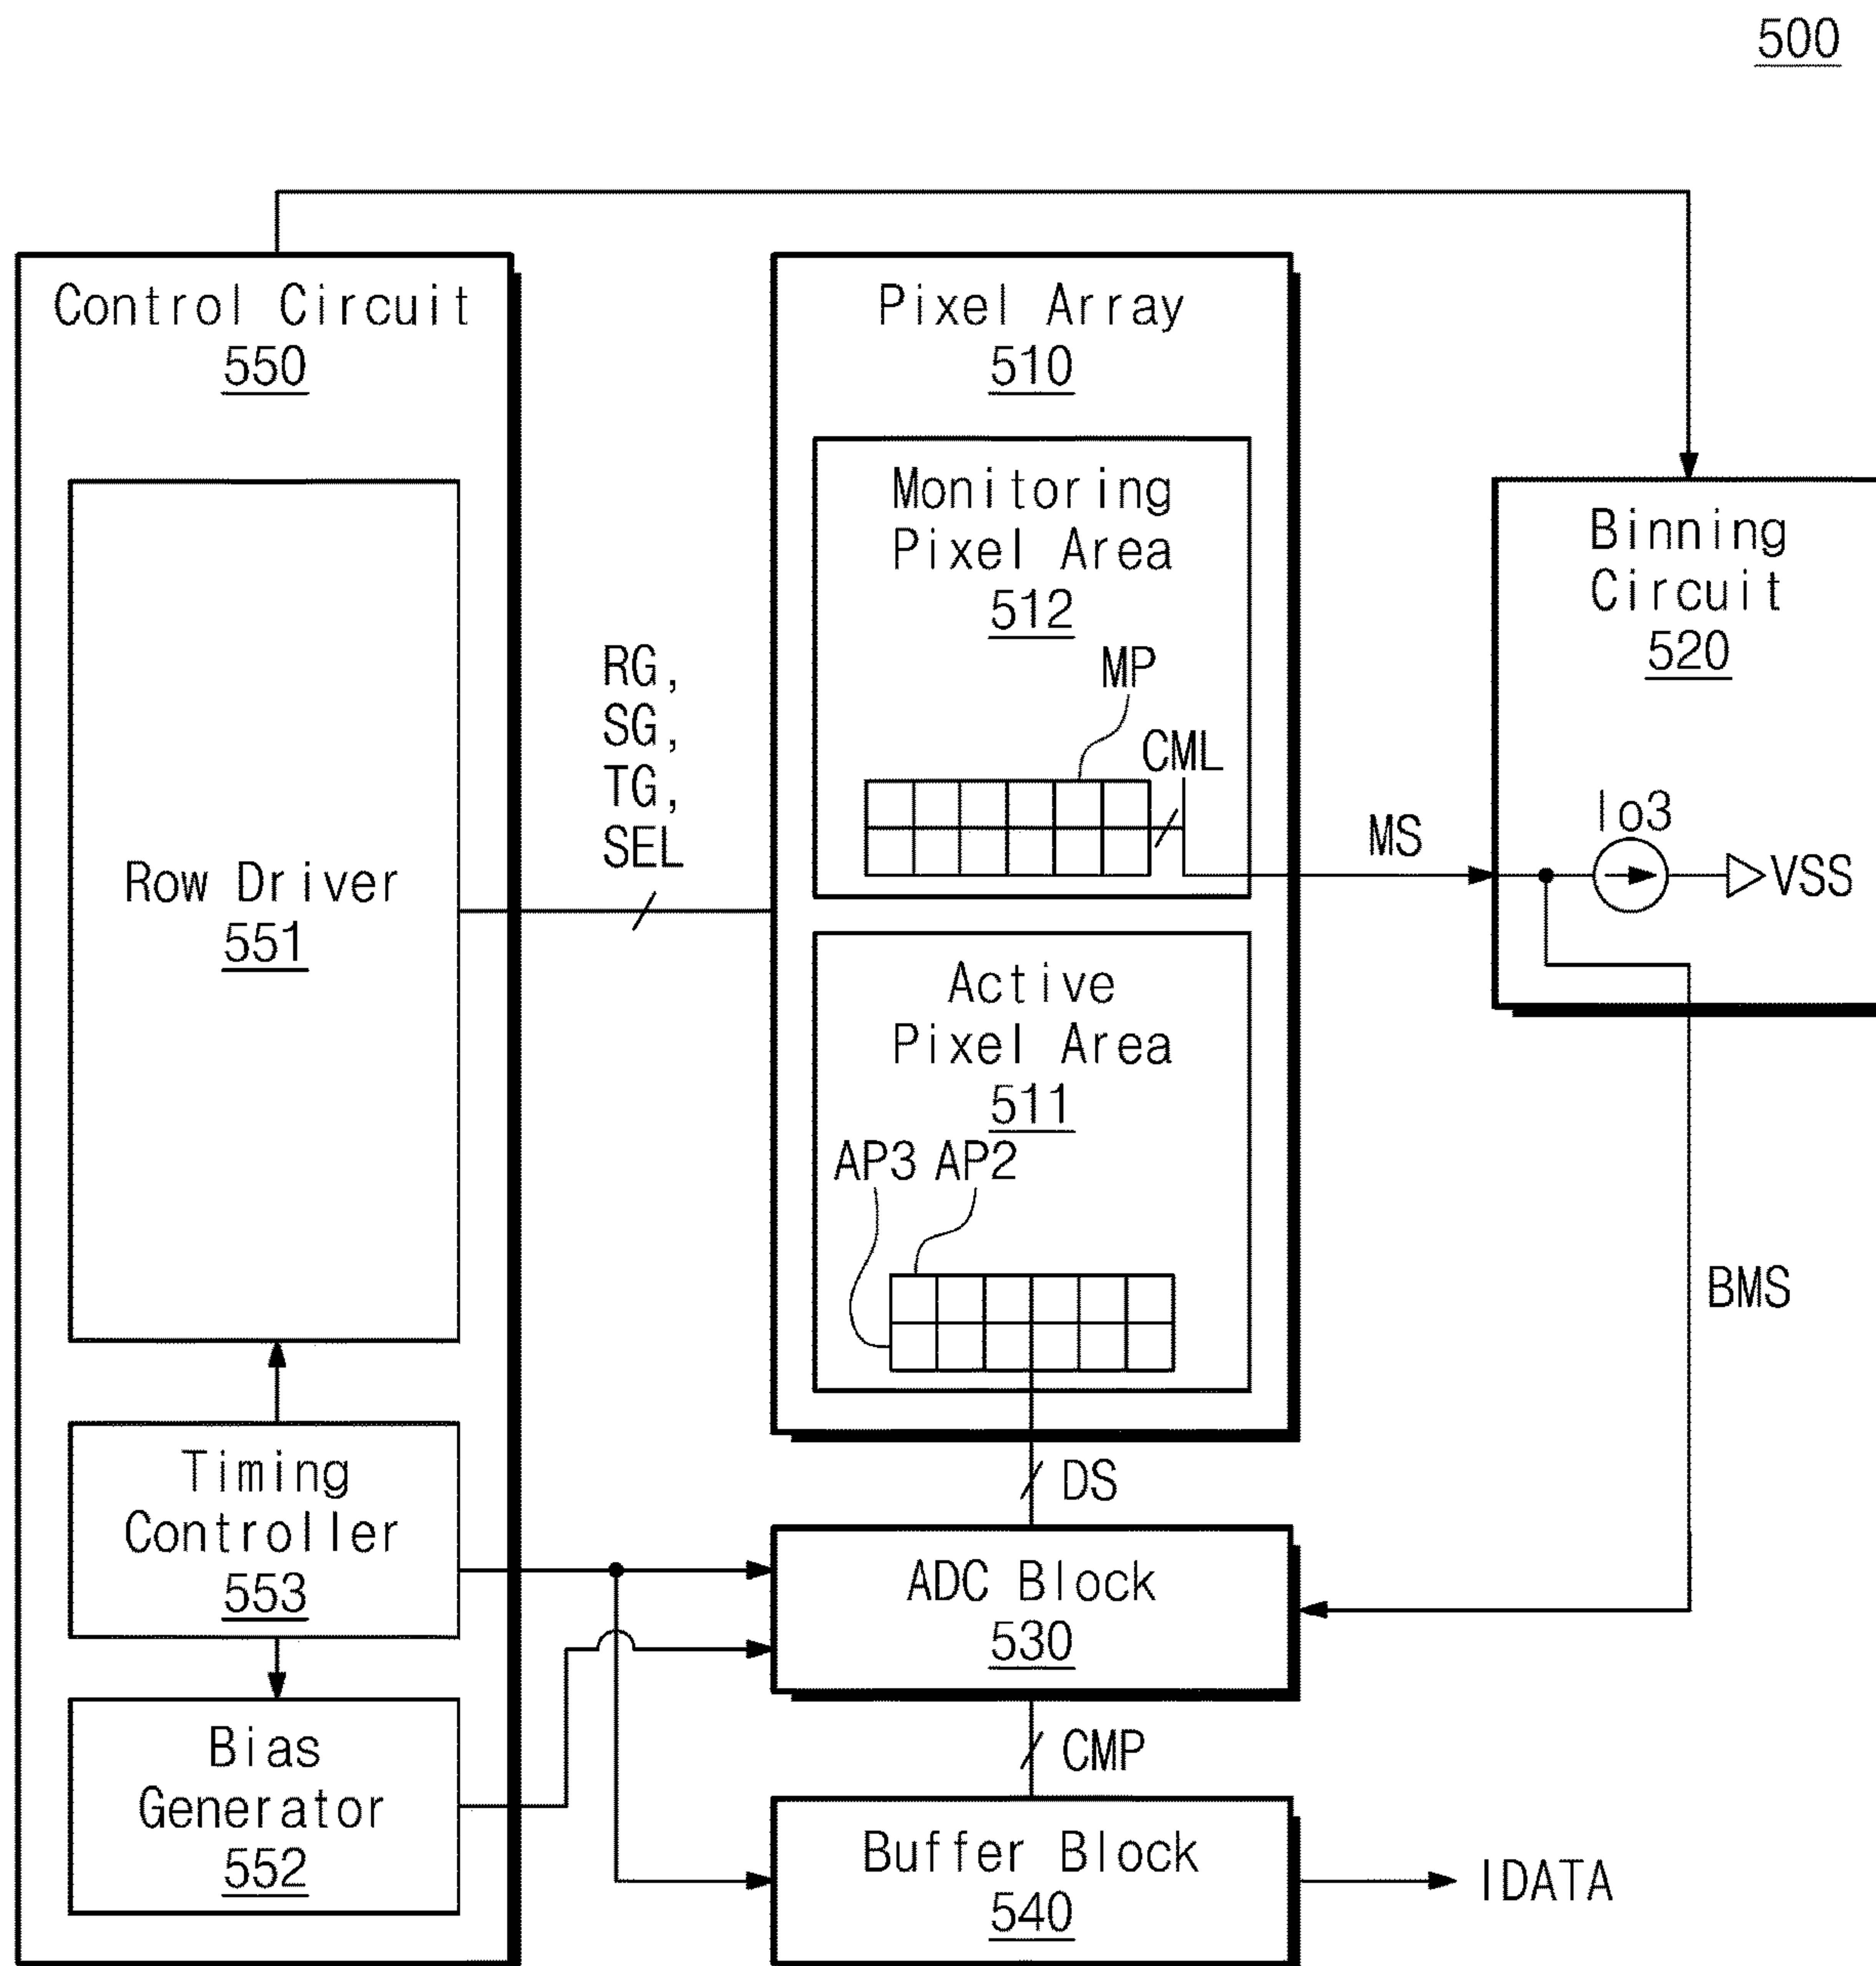 500
Control Circuit
550
Row Driver
551
Timing
Controller
553
Bias
Generator
552
RG,
SG,
TG,
SEL
Pixel Array
510
Monitoring
Pixel Area
512
MP
CML
Active
Pixel Area
511
AP3 AP2
MS
Binning
Circuit
520
Io3
VSS
BMS
DS
ADC Block
530
CMP
Buffer Block
540
IDATA